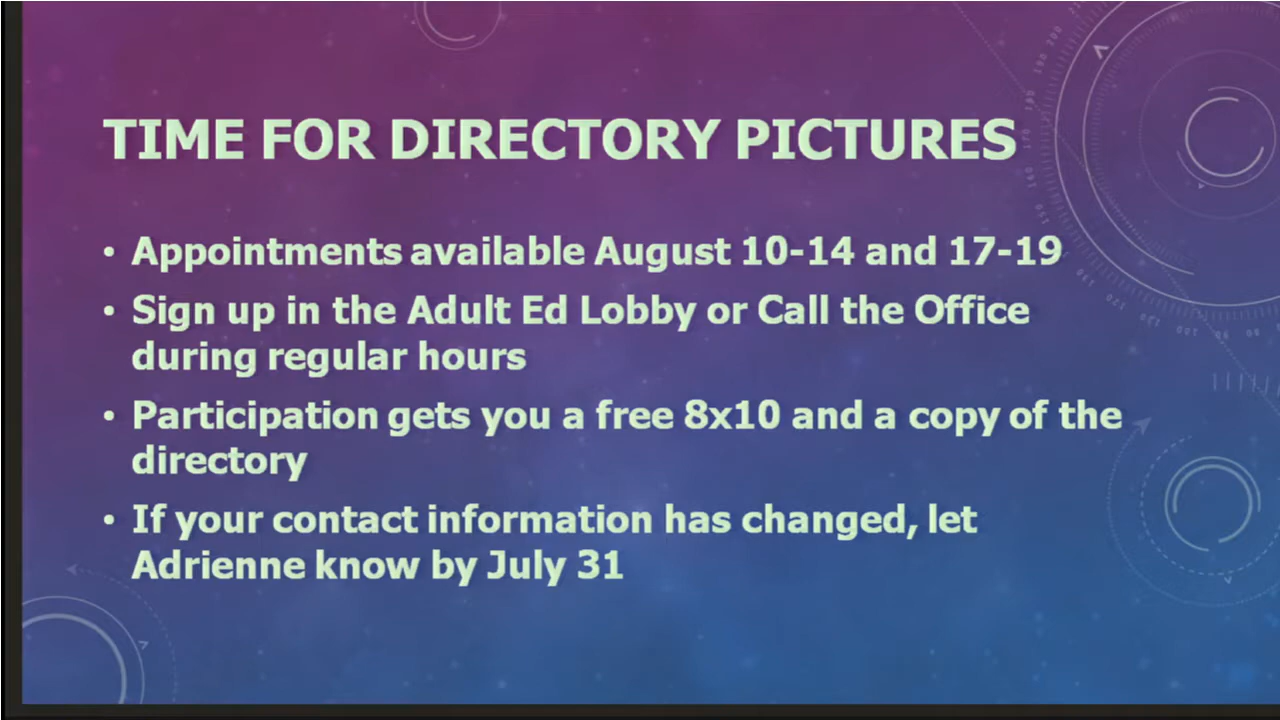 TIME FOR DIRECTORY PICTURES
• Appointments available August 10-14 and 17-19
• Sign up in the Adult Ed Lobby or Call the Office
during regular hours
• Participation gets you a free 8x10 and a copy of the
directory
• If your contact information has changed, let
Adrienne know by July 31